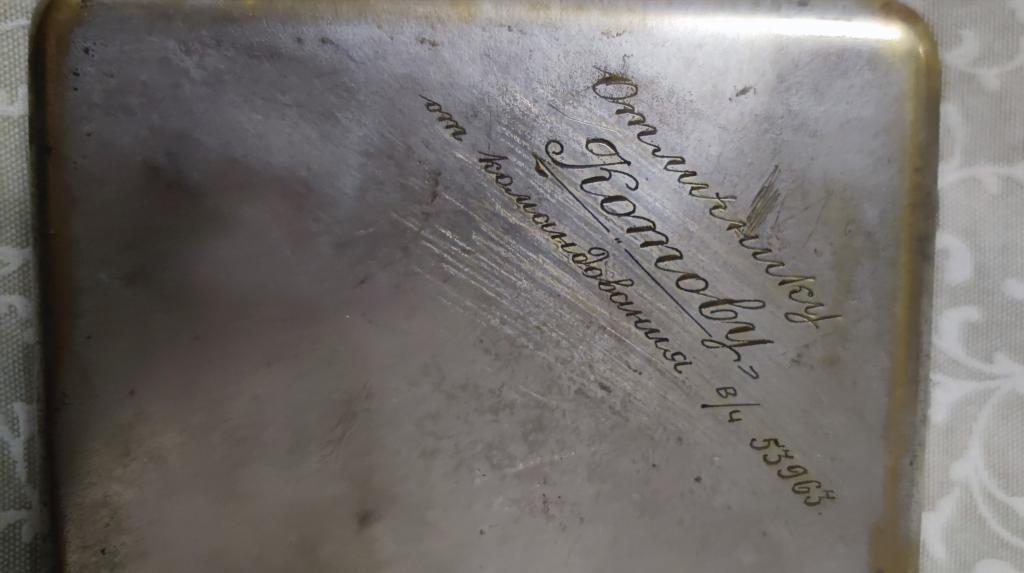 Отличнику
Котову
от командования в/ч 53963.